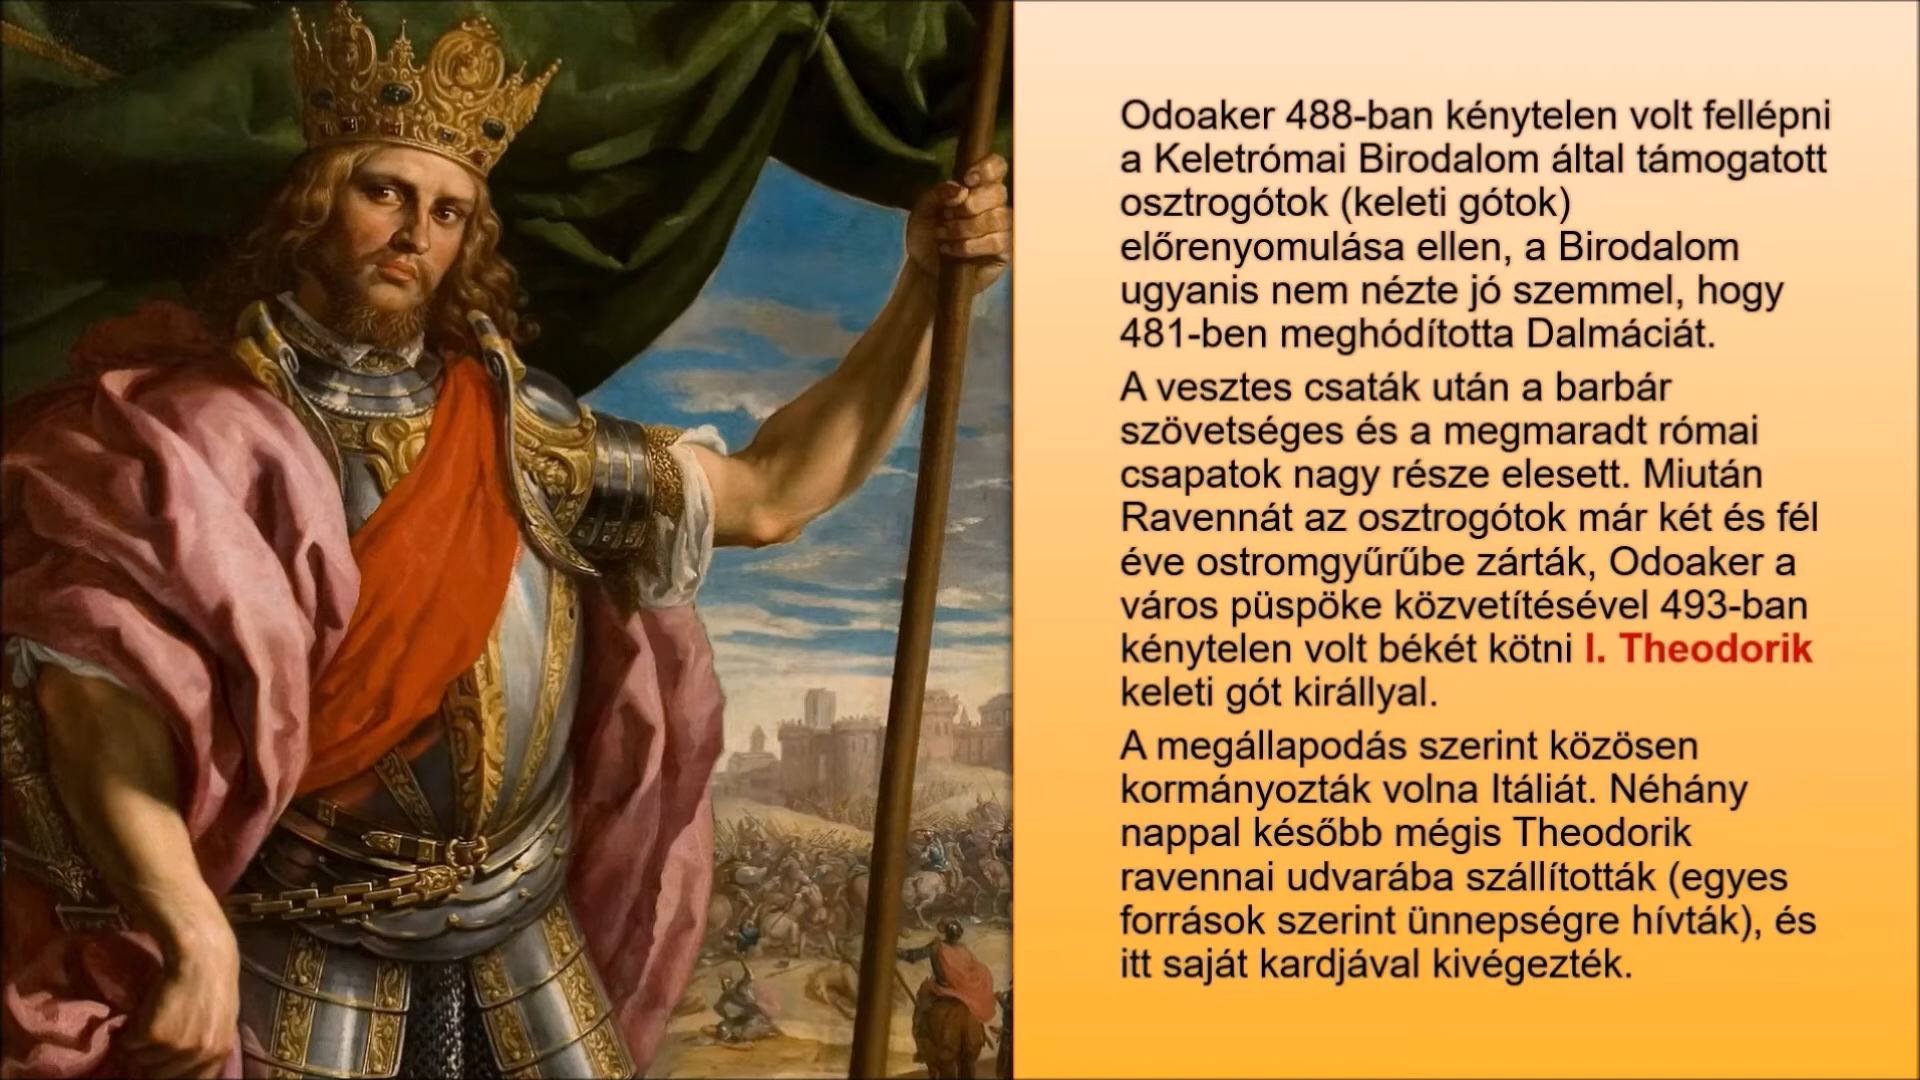 Odoaker 488-ban kénytelen volt fellépni
a Keletrómai Birodalom által támogatott
osztrogótok (keleti gótok)
előrenyomulása ellen, a Birodalom
ugyanis nem nézte jó szemmel, hogy
481-ben meghódította Dalmáciát.
A vesztes csaták után a barbár
szövetséges és a megmaradt római
csapatok nagy része elesett. Miután
Ravennát az osztrogótok már két és fél
éve ostromgyűrűbe zárták, Odoaker a
város püspöke közvetítésével 493-ban
kénytelen volt békét kötni I. Theodorik
keleti gót királlyal.
A megállapodás szerint közösen
kormányozták volna Itáliát. Néhány
nappal később mégis Theodorik
ravennai udvarába szállították (egyes
források szerint ünnepségre hívták), és
itt saját kardjával kivégezték.